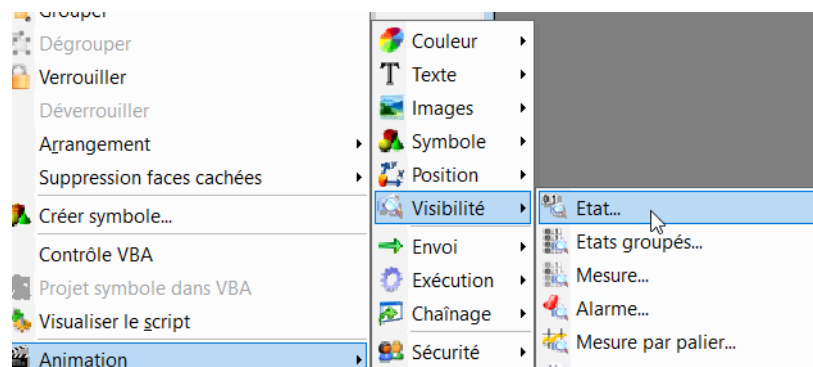 Grouper
Dégrouper
Verrouiller
Déverrouiller
Arrangement
Suppression faces cachées
Créer symbole...
Contrôle VBA
Projet symbole dans VBA
Visualiser le script
Animation
Couleur
Texte
Images
Symbole
Position
Visibilité
Envoi
Exécution
Chaînage
Sécurité
Etat...
Etats groupés...
Mesure...
Alarme...
Mesure par palier...